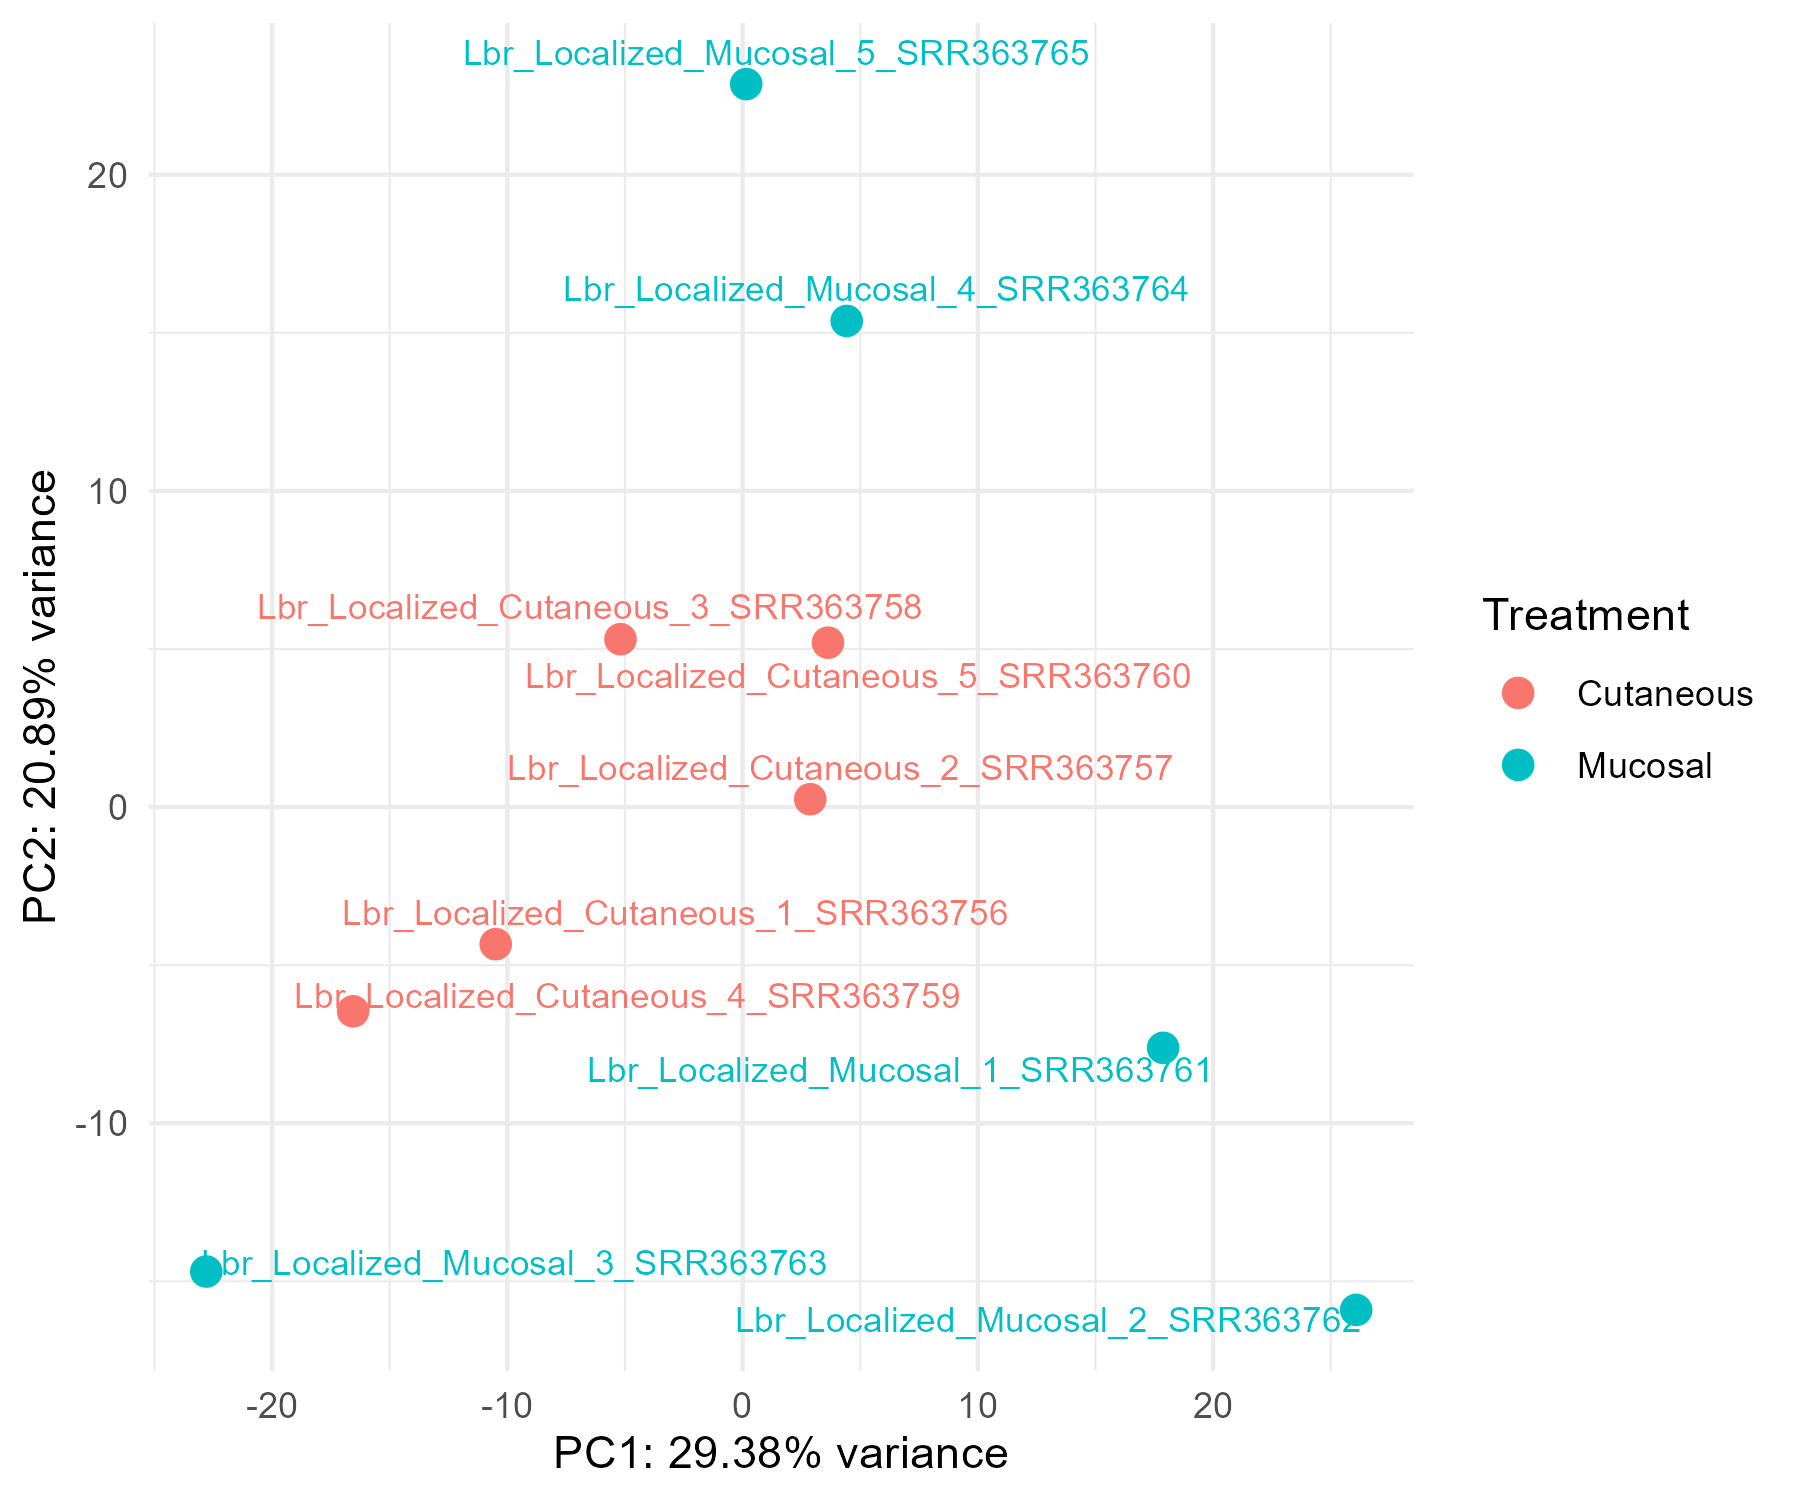 Lbr_Localized_Mucosal_5_SRR363765
20
Lbr_Localized_Mucosal_4_SRR363764
10
Lbr_Localized_Cutaneous_3_SRR363758
Lbr_Localized_Cutaneous_5_SRR363760
Lbr_Localized_Cutaneous_2_SRR363757
0
Lbr_Localized_Cutaneous_1_SRR363756
Lbr_Localized_Cutaneous_4_SRR363759
Lbr_Localized_Mucosal_1_SRR363761
-10
Lbr_Localized_Mucosal_3_SRR363763
Lbr_Localized_Mucosal_2_SRR363762
-20 -10 0 10 20
PC1: 29.38% variance
PC2: 20.89% variance
Treatment
Cutaneous
Mucosal